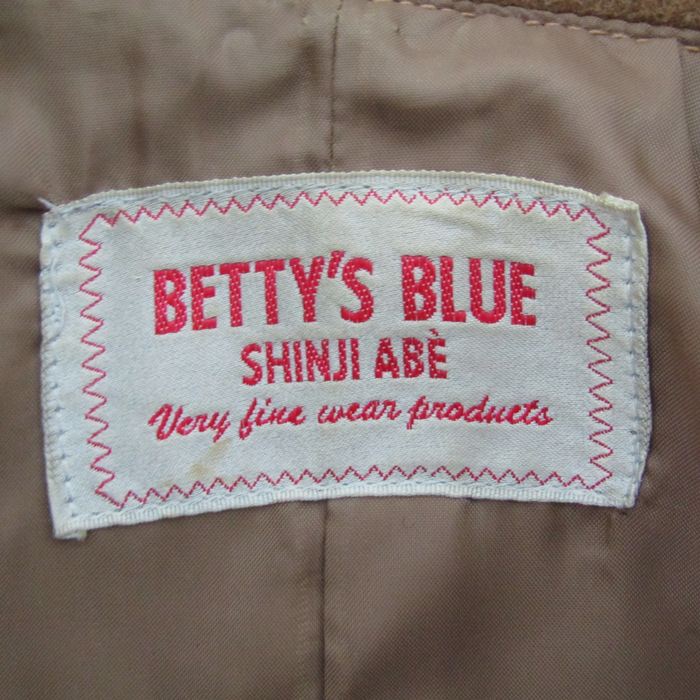 BETTY'S BLUE
SHINJI ABÈ
Very fine wear products